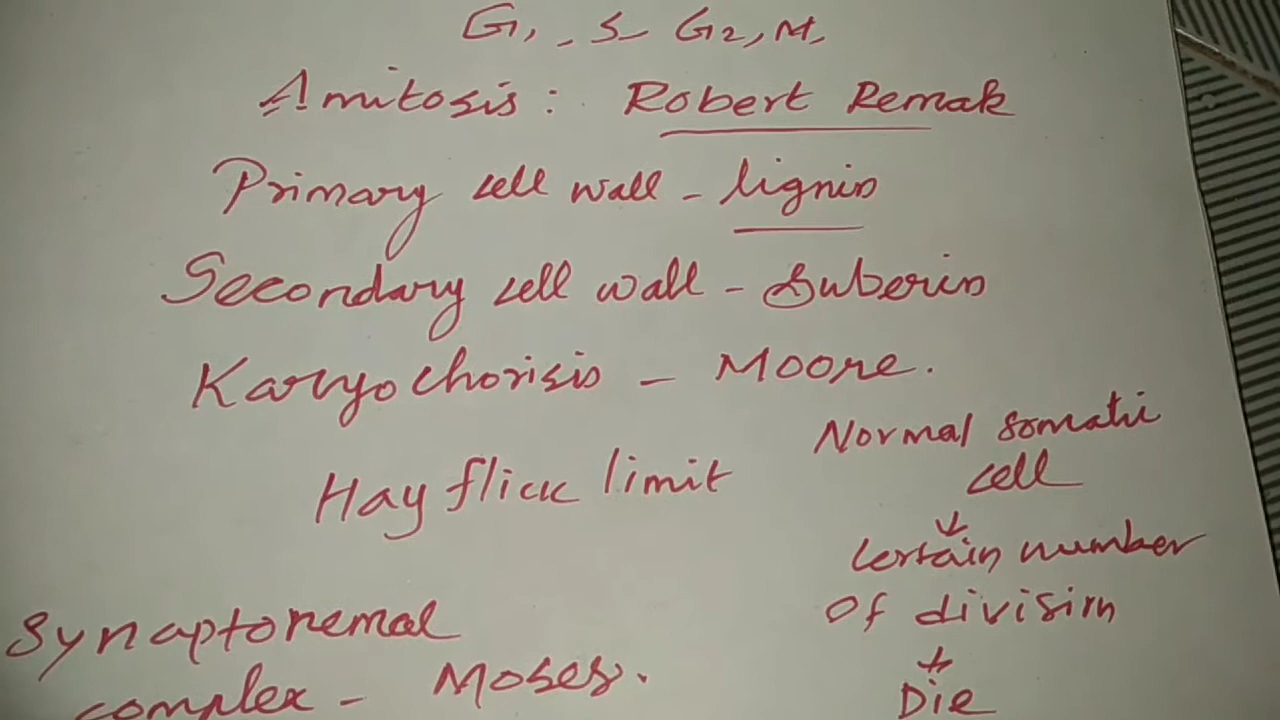 G1, - S - G2, M,
Amitosis : Robert Remak
Primary cell wall - lignin
Secondary cell wall - Suberin
Karyochorisis - Moore.
Hay flick limit
Normal somatic
cell
↓
Certain number
Of division
↓
Die
Synaptonemal
complex - Moses.